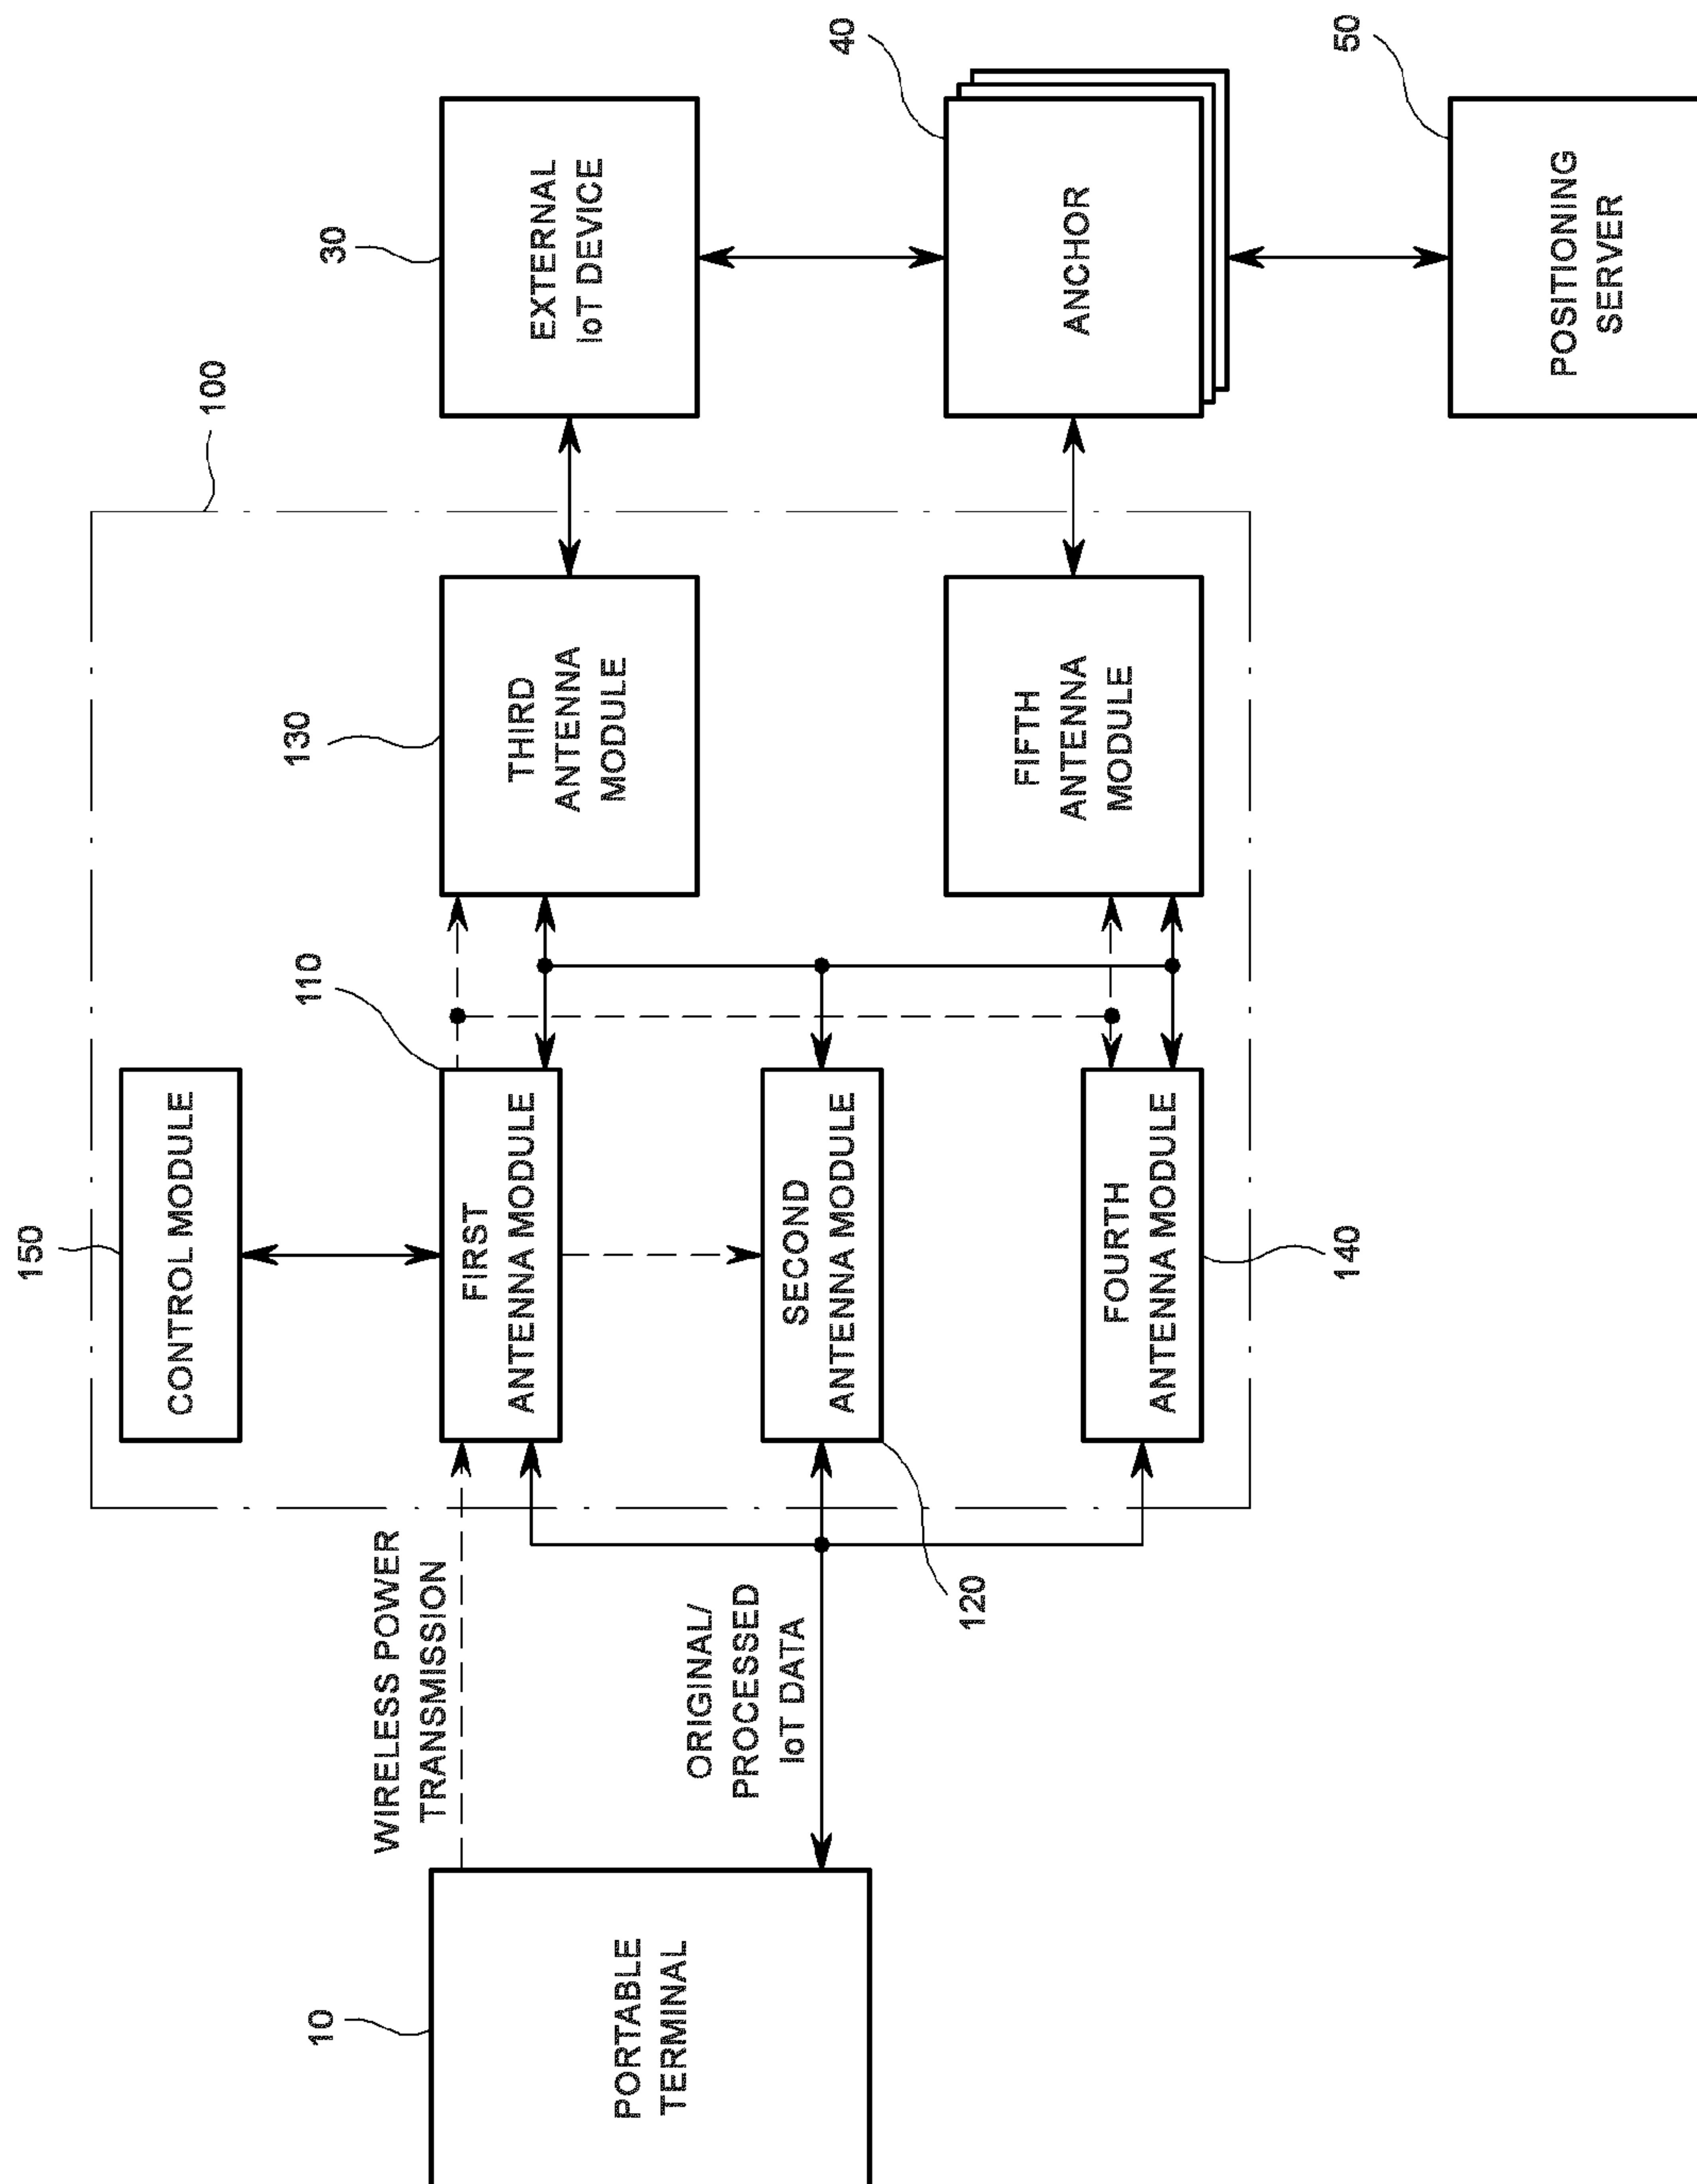 150
CONTROL MODULE
100
10
110
130
30
WIRELESS POWER
TRANSMISSION
FIRST
ANTENNA MODULE
THIRD
ANTENNA
MODULE
EXTERNAL
IoT DEVICE
PORTABLE
TERMINAL
ORIGINAL/
PROCESSED
IoT DATA
SECOND
ANTENNA MODULE
40
120
FOURTH
ANTENNA MODULE
FIFTH
ANTENNA
MODULE
ANCHOR
140
50
POSITIONING
SERVER